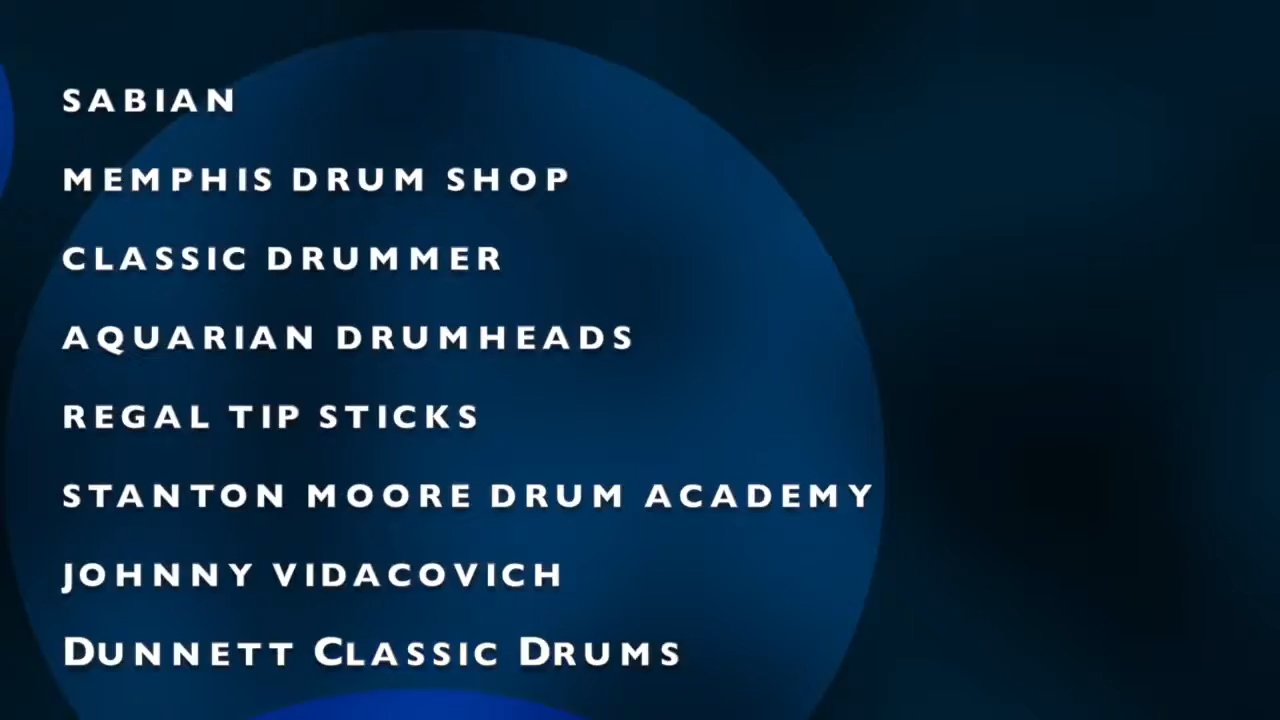 SABIAN
MEMPHIS DRUM SHOP
CLASSIC DRUMMER
AQUARIAN DRUMHEADS
REGAL TIP STICKS
STANTON MOORE DRUM ACADEMY
JOHNNY VIDACOVICH
DUNNETT CLASSIC DRUMS